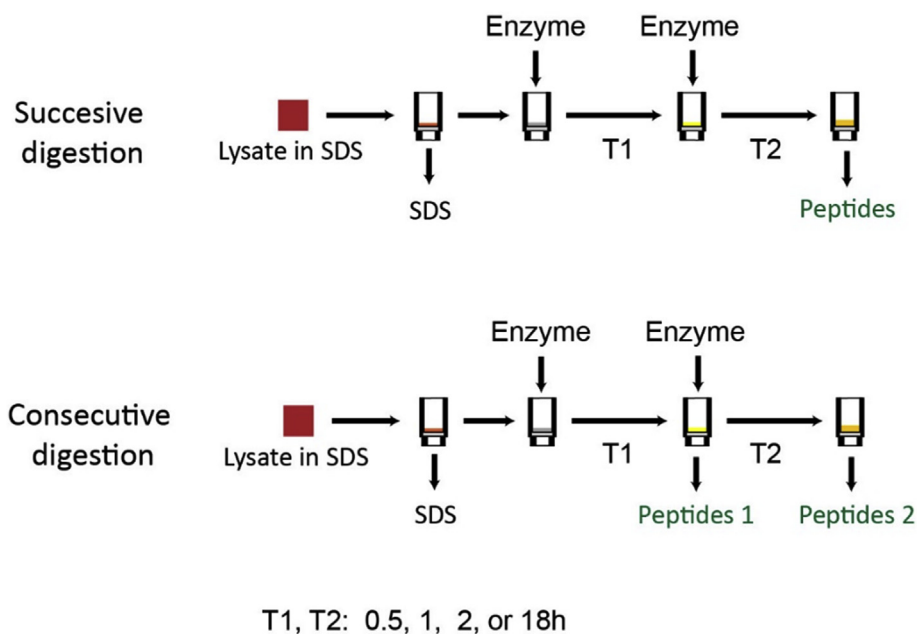 Enzyme Enzyme
Succesive
digestion
Lysate in SDS
T1 T2
SDS
Peptides
Enzyme Enzyme
Consecutive
digestion
Lysate in SDS
T1 T2
SDS
Peptides 1 Peptides 2
T1, T2: 0.5, 1, 2, or 18h